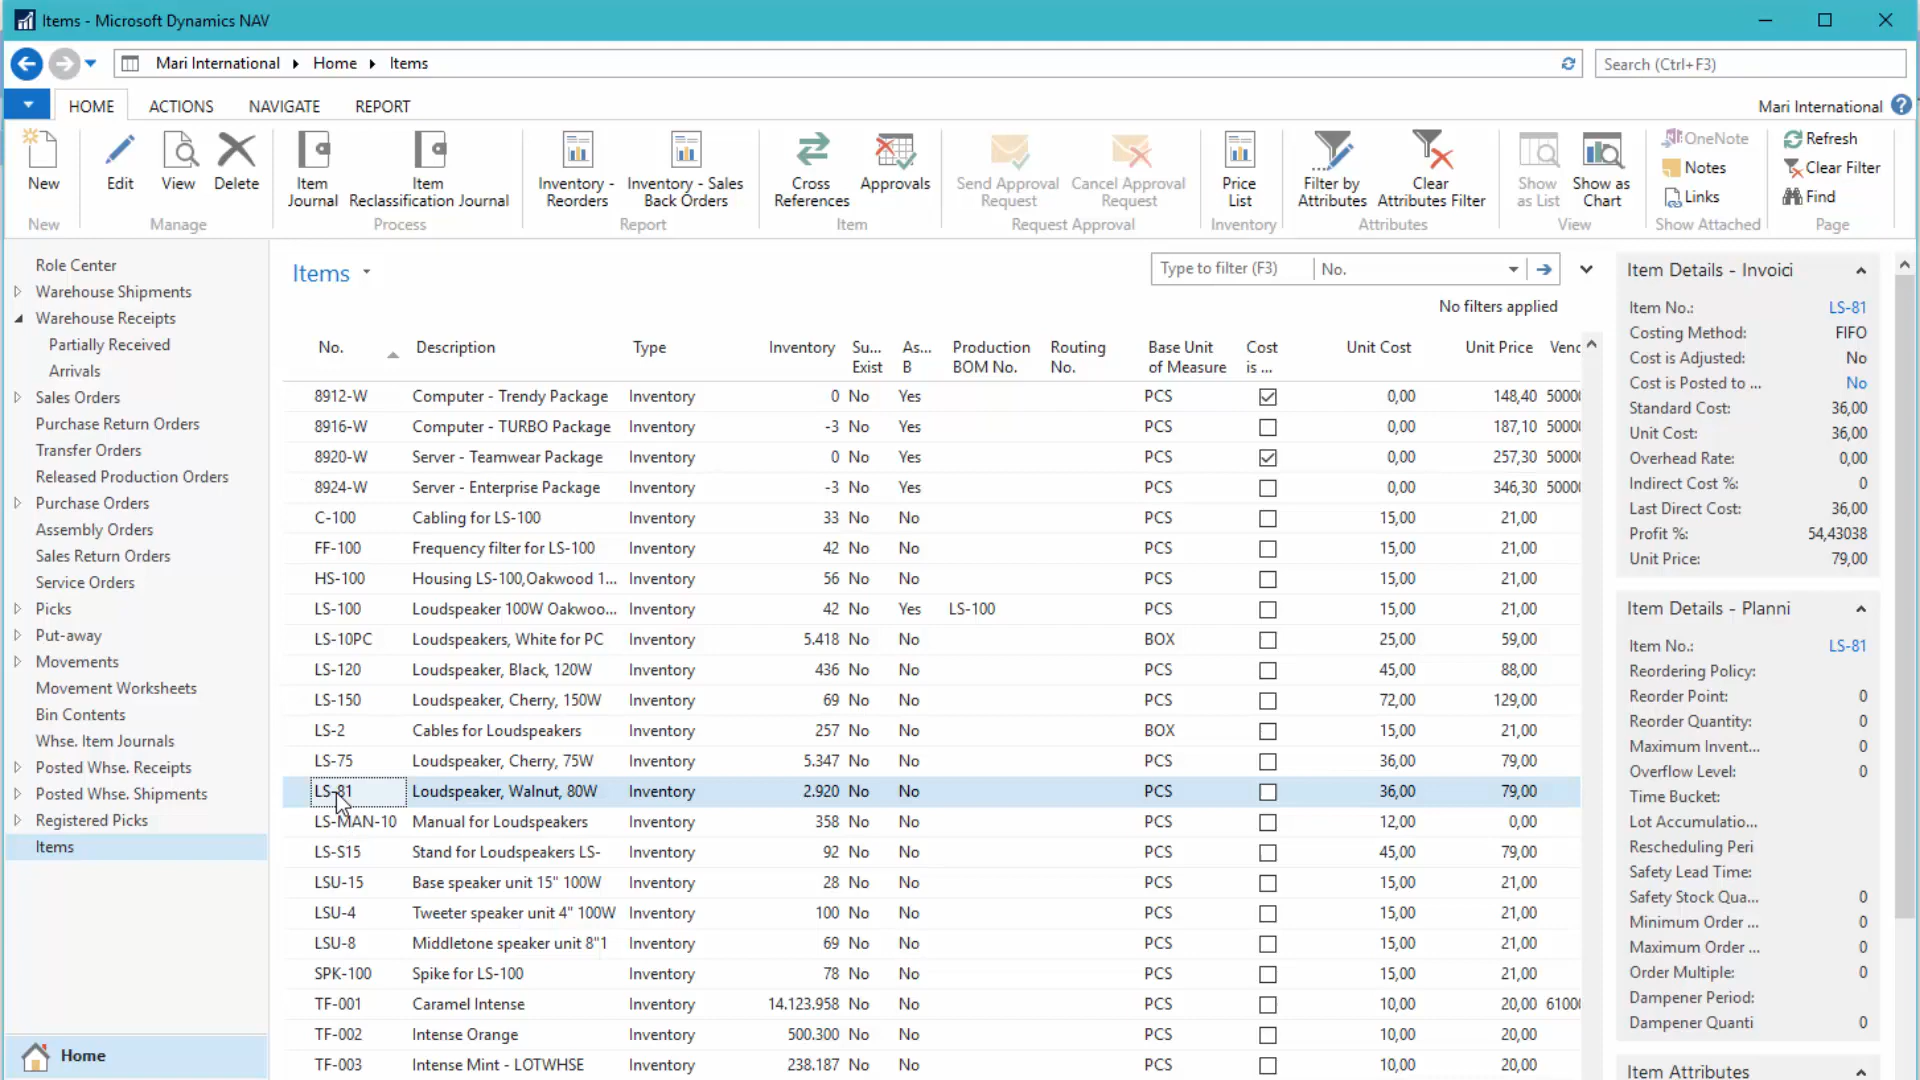 Items - Microsoft Dynamics NAV
Mari International ▸ Home ▸ Items
Search (Ctrl+F3)
HOME ACTIONS NAVIGATE REPORT
Mari International
New
Edit View Delete
Item Journal
Item Reclassification Journal
Inventory - Reorders
Inventory - Sales Back Orders
Cross References
Approvals
Send Approval Request
Cancel Approval Request
Price List
Filter by Attributes
Clear Attributes Filter
Show as List
Show as Chart
OneNote
Notes
Links
Refresh
Clear Filter
Find
New Manage Process Report Item Request Approval Inventory Attributes View Show Attached Page
Role Center
Warehouse Shipments
Warehouse Receipts
Partially Received
Arrivals
Sales Orders
Purchase Return Orders
Transfer Orders
Released Production Orders
Purchase Orders
Assembly Orders
Sales Return Orders
Service Orders
Picks
Put-away
Movements
Movement Worksheets
Bin Contents
Whse. Item Journals
Posted Whse. Receipts
Posted Whse. Shipments
Registered Picks
Items
Home
Items
Type to filter (F3) No.
No filters applied
No. Description Type Inventory Su... Exist As... B Production BOM No. Routing No. Base Unit of Measure Cost is ... Unit Cost Unit Price Venc
8912-W Computer - Trendy Package Inventory 0 No Yes PCS 0,00 148,40 5000
8916-W Computer - TURBO Package Inventory -3 No Yes PCS 0,00 187,10 5000
8920-W Server - Teamwear Package Inventory 0 No Yes PCS 0,00 257,30 5000
8924-W Server - Enterprise Package Inventory -3 No Yes PCS 0,00 346,30 5000
C-100 Cabling for LS-100 Inventory 33 No No PCS 15,00 21,00
FF-100 Frequency filter for LS-100 Inventory 42 No No PCS 15,00 21,00
HS-100 Housing LS-100,Oakwood 1... Inventory 56 No No PCS 15,00 21,00
LS-100 Loudspeaker 100W Oakwoo... Inventory 42 No Yes LS-100 PCS 15,00 21,00
LS-10PC Loudspeakers, White for PC Inventory 5.418 No No BOX 25,00 59,00
LS-120 Loudspeaker, Black, 120W Inventory 436 No No PCS 45,00 88,00
LS-150 Loudspeaker, Cherry, 150W Inventory 69 No No PCS 72,00 129,00
LS-2 Cables for Loudspeakers Inventory 257 No No BOX 15,00 21,00
LS-75 Loudspeaker, Cherry, 75W Inventory 5.347 No No PCS 36,00 79,00
LS-81 Loudspeaker, Walnut, 80W Inventory 2.920 No No PCS 36,00 79,00
LS-MAN-10 Manual for Loudspeakers Inventory 358 No No PCS 12,00 0,00
LS-S15 Stand for Loudspeakers LS- Inventory 92 No No PCS 45,00 79,00
LSU-15 Base speaker unit 15" 100W Inventory 28 No No PCS 15,00 21,00
LSU-4 Tweeter speaker unit 4" 100W Inventory 100 No No PCS 15,00 21,00
LSU-8 Middletone speaker unit 8"1 Inventory 69 No No PCS 15,00 21,00
SPK-100 Spike for LS-100 Inventory 78 No No PCS 15,00 21,00
TF-001 Caramel Intense Inventory 14.123.958 No No PCS 10,00 20,00 6100
TF-002 Intense Orange Inventory 500.300 No No PCS 10,00 20,00
TF-003 Intense Mint - LOTWHSE Inventory 238.187 No No PCS 10,00 20,00
Item Details - Invoici
Item No.: LS-81
Costing Method: FIFO
Cost is Adjusted: No
Cost is Posted to ... No
Standard Cost: 36,00
Unit Cost: 36,00
Overhead Rate: 0,00
Indirect Cost %: 0
Last Direct Cost: 36,00
Profit %: 54,43038
Unit Price: 79,00
Item Details - Planni
Item No.: LS-81
Reordering Policy:
Reorder Point: 0
Reorder Quantity: 0
Maximum Invent... 0
Overflow Level: 0
Time Bucket:
Lot Accumulatio...
Rescheduling Peri
Safety Lead Time:
Safety Stock Qua... 0
Minimum Order ... 0
Maximum Order ... 0
Order Multiple: 0
Dampener Period:
Dampener Quanti 0
Item Attributes